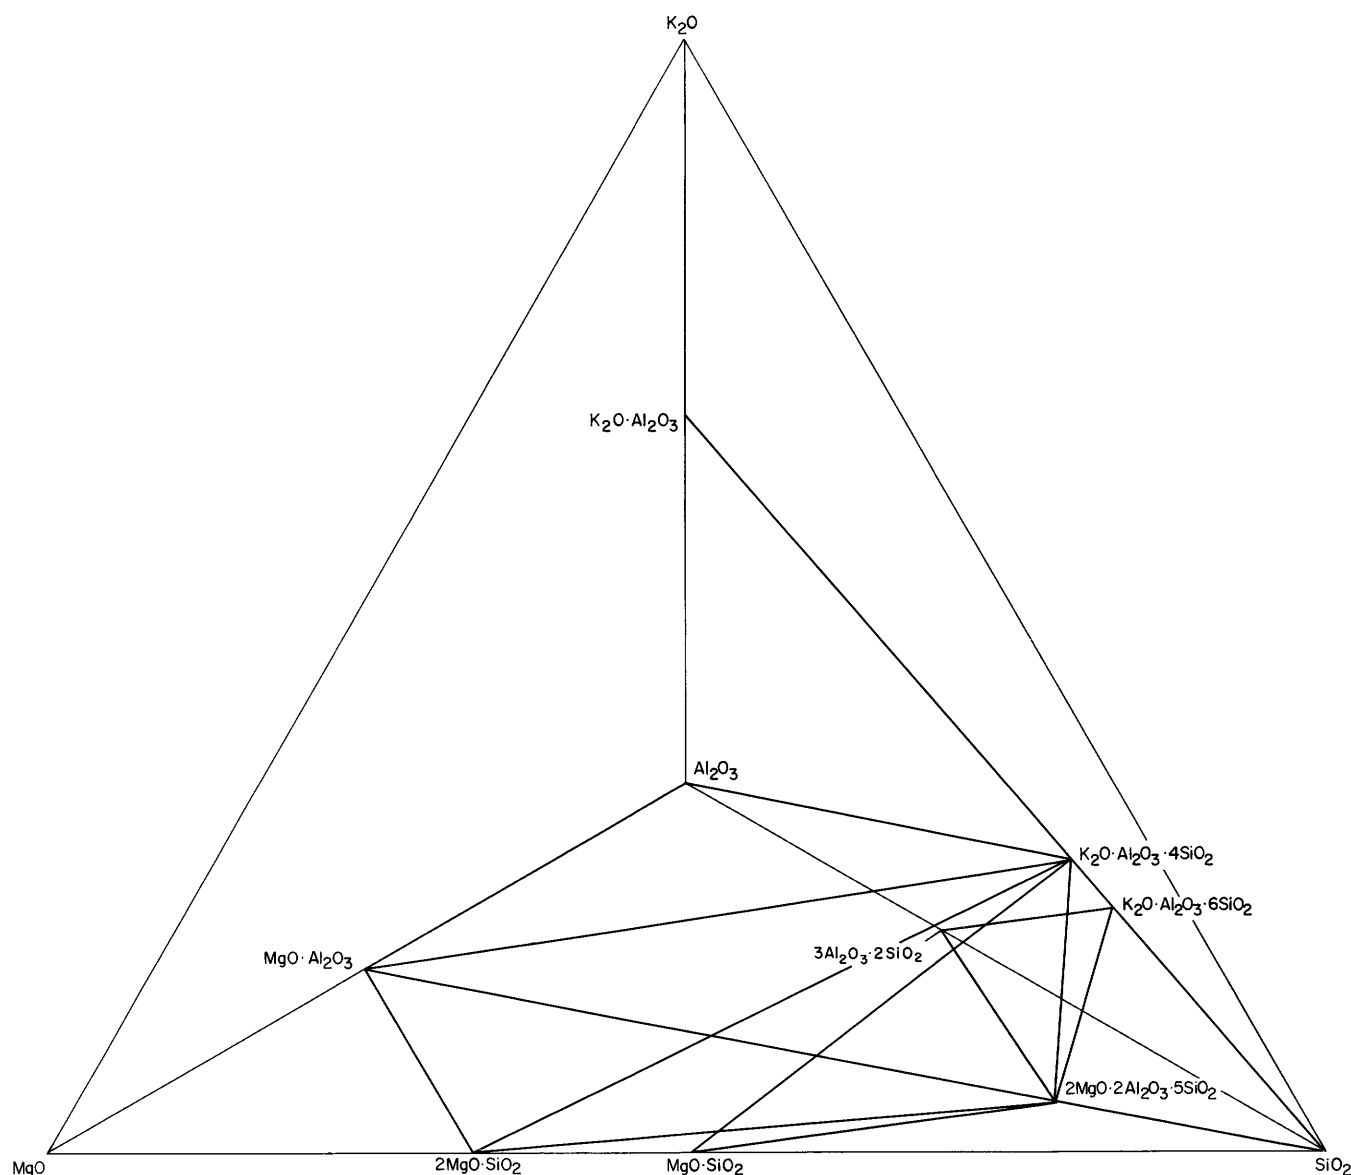 K₂O
K₂O·Al₂O₃
Al₂O₃
K₂O·Al₂O₃·4SiO₂
K₂O·Al₂O₃·6SiO₂
3Al₂O₃·2SiO₂
MgO·Al₂O₃
2MgO·2Al₂O₃·5SiO₂
MgO
2MgO·SiO₂
MgO·SiO₂
SiO₂